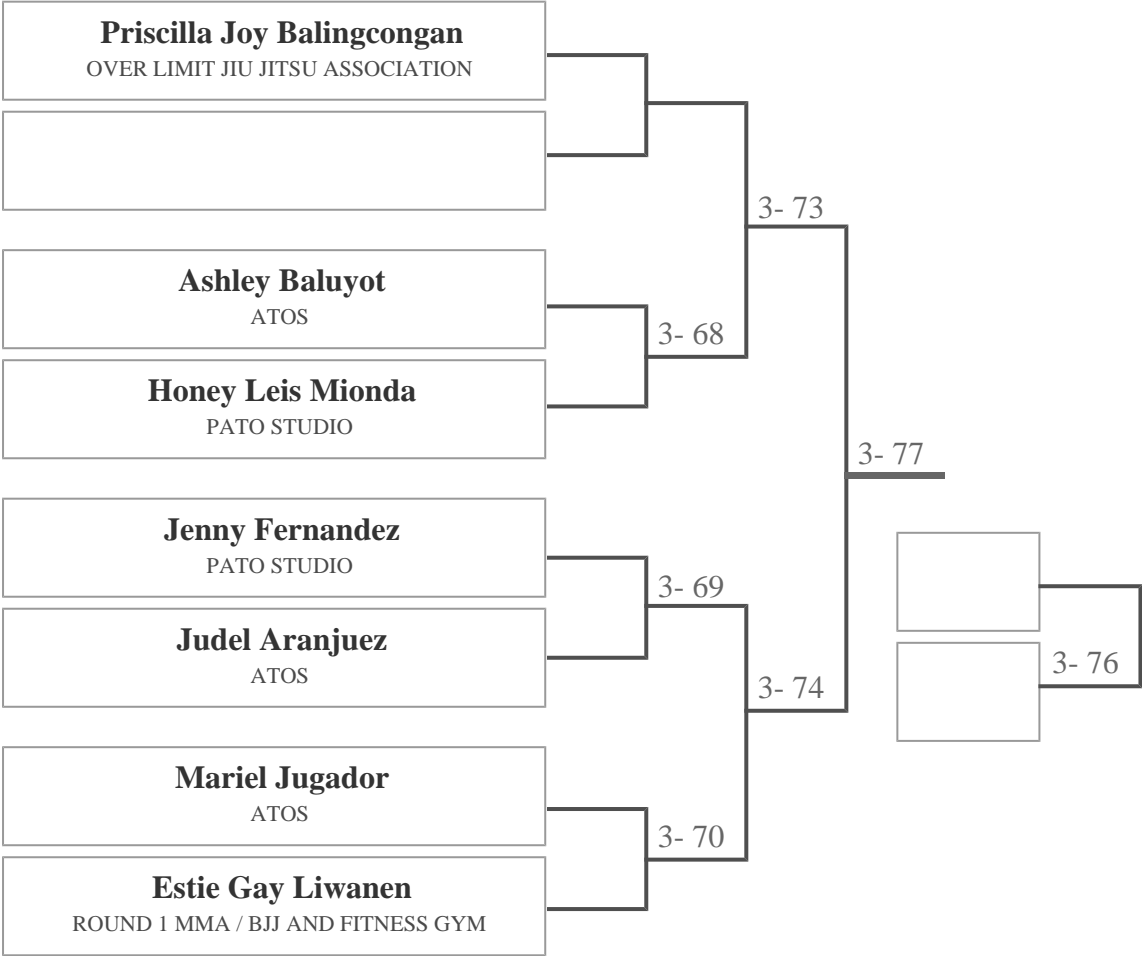 Priscilla Joy Balingcongan
OVER LIMIT JIU JITSU ASSOCIATION
3- 73
Ashley Baluyot
ATOS
3- 68
Honey Leis Mionda
PATO STUDIO
3- 77
Jenny Fernandez
PATO STUDIO
3- 69
Judel Aranjuez
ATOS
3- 74
3- 76
Mariel Jugador
ATOS
3- 70
Estie Gay Liwanen
ROUND 1 MMA / BJJ AND FITNESS GYM